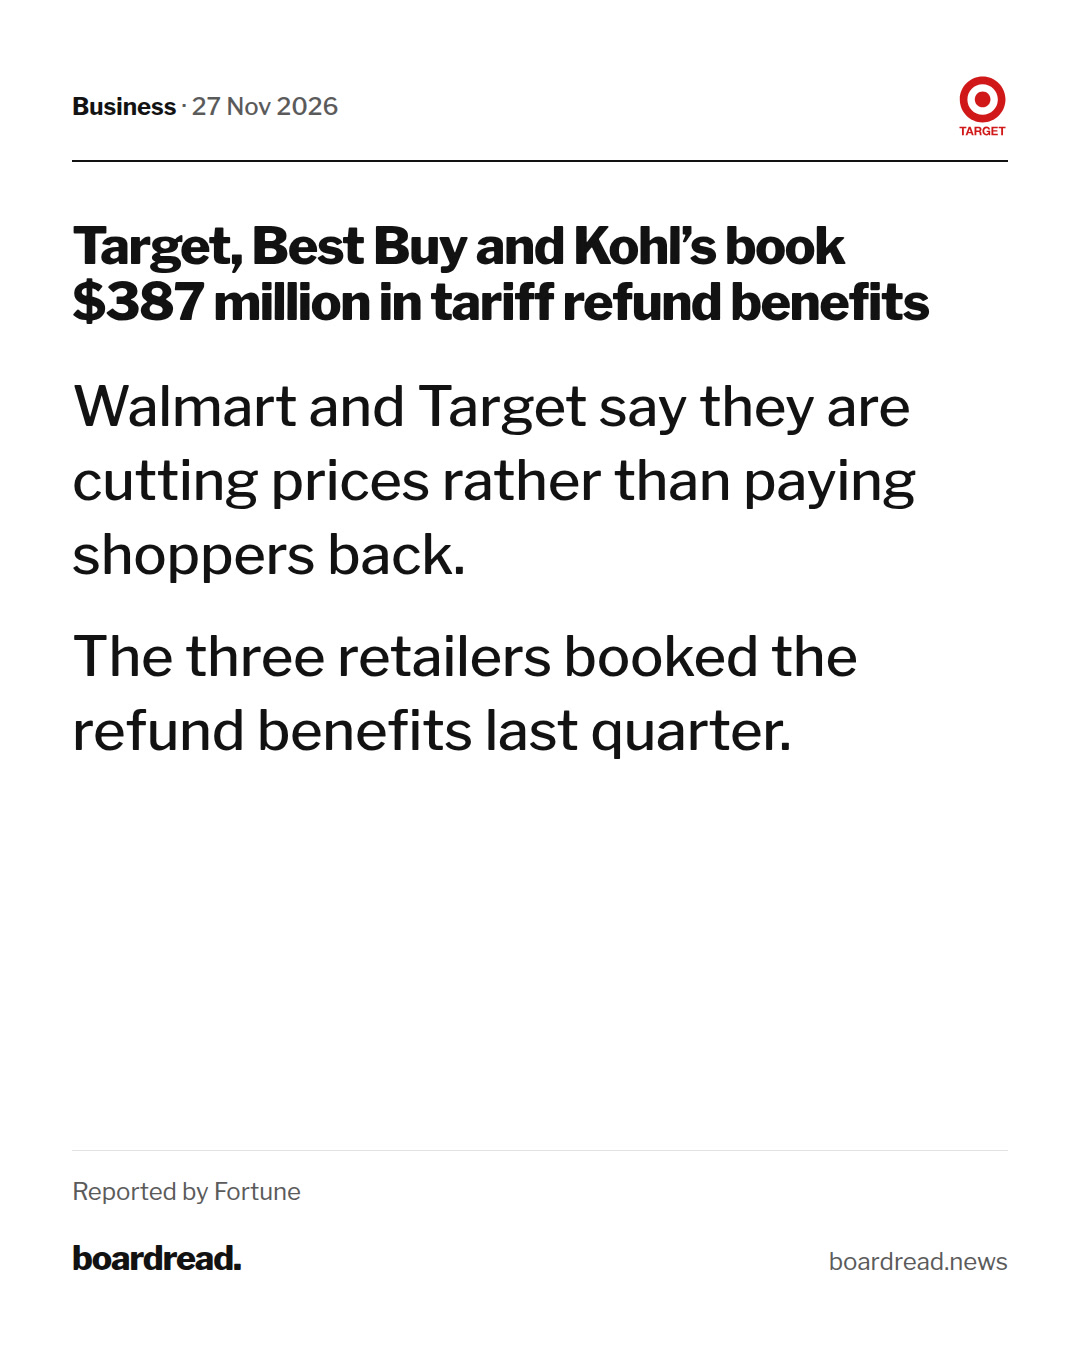 Business · 27 Nov 2026
TARGET
Target, Best Buy and Kohl’s book
$387 million in tariff refund benefits
Walmart and Target say they are
cutting prices rather than paying
shoppers back.
The three retailers booked the
refund benefits last quarter.
Reported by Fortune
boardread.
boardread.news